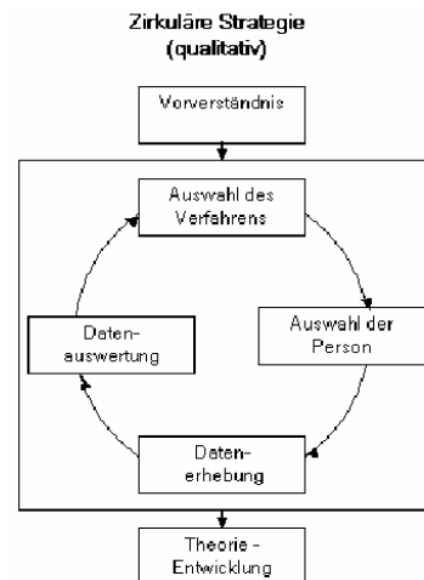 Zirkuläre Strategie
(qualitativ)
Vorverständnis
Auswahl des
Verfahrens
Auswahl der
Person
Daten-
erhebung
Daten-
auswertung
Theorie -
Entwicklung